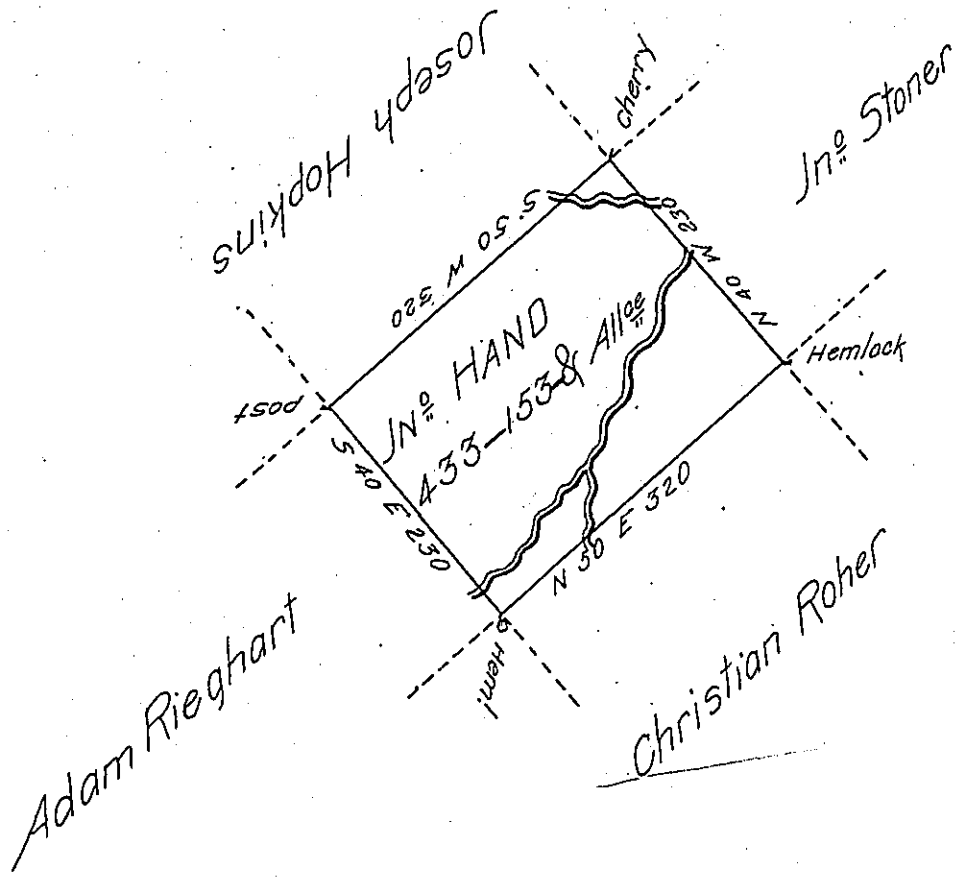 Joseph Hopkins
cherry
Jnº Stoner
S 50 W 320
N 40 W 230
JNº HAND
433-153 & Allce
Hemlock
post
S 40 E 230
N 50 E 320
Hem!
Adam Rieghart
Christian Roher